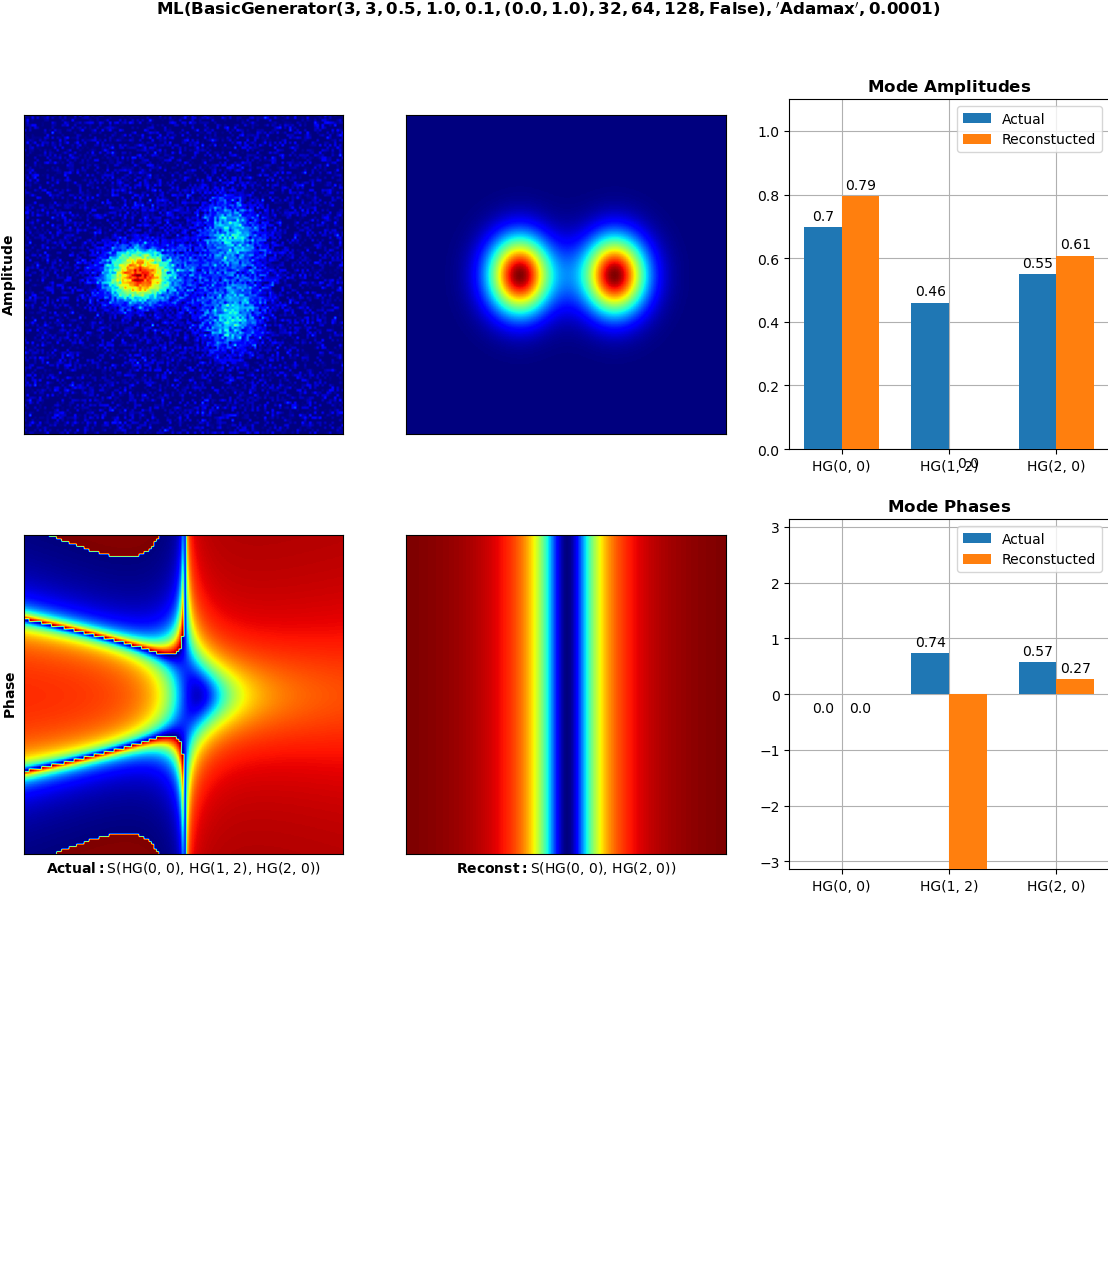 ML(BasicGenerator(3, 3, 0.5, 1.0, 0.1, (0.0, 1.0), 32, 64, 128, False), ′Adamax′, 0.0001)
Mode Amplitudes
Amplitude
1.0
0.8
0.6
0.4
0.2
0.0
Actual
Reconstucted
0.7
0.79
0.46
0.0
0.55
0.61
HG(0, 0)
HG(1, 2)
HG(2, 0)
Mode Phases
Phase
3
2
1
0
−1
−2
−3
Actual
Reconstucted
0.0
0.0
0.74
0.57
0.27
HG(0, 0)
HG(1, 2)
HG(2, 0)
Actual: S(HG(0, 0), HG(1, 2), HG(2, 0))
Reconst: S(HG(0, 0), HG(2, 0))